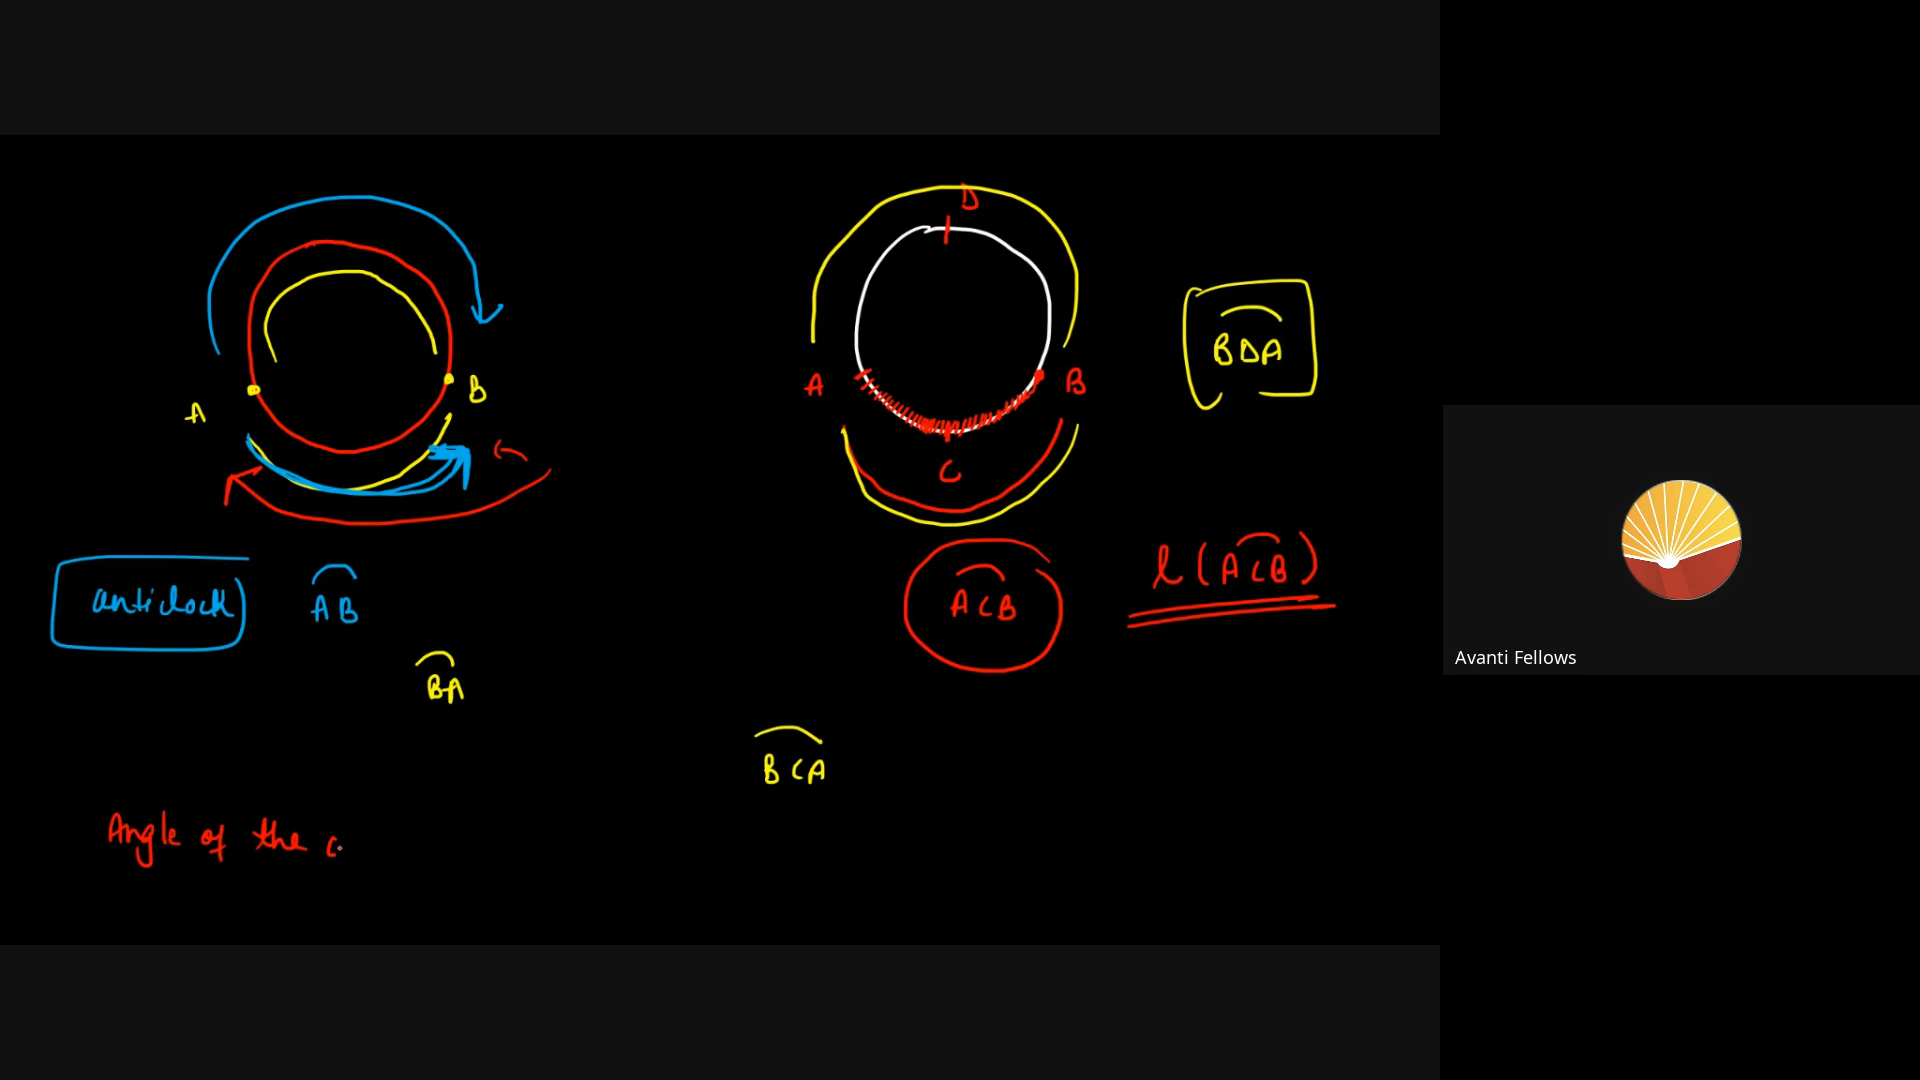 D
BDA
A
B
A
B
C
l(ACB)
anticlock
AB
ACB
BA
Avanti Fellows
BCA
Angle of the c